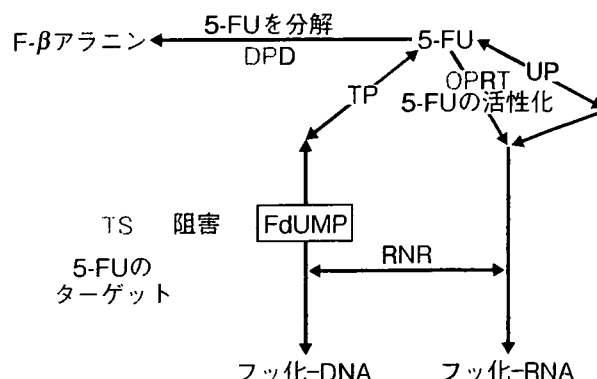 5-FUを分解
F-βアラニン
5-FU
DPD
OPRT
UP
TP
5-FUの活性化
TS 阻害 FdUMP
5-FUの
ターゲット
RNR
フッ化-DNA
フッ化-RNA